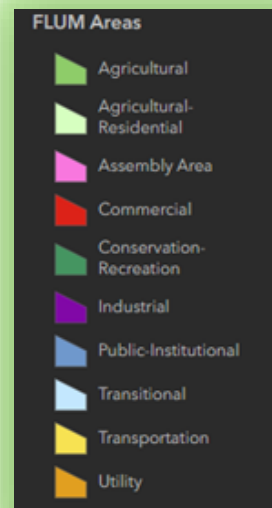 FLUM Areas
Agricultural
Agricultural-
Residential
Assembly Area
Commercial
Conservation-
Recreation
Industrial
Public-Institutional
Transitional
Transportation
Utility